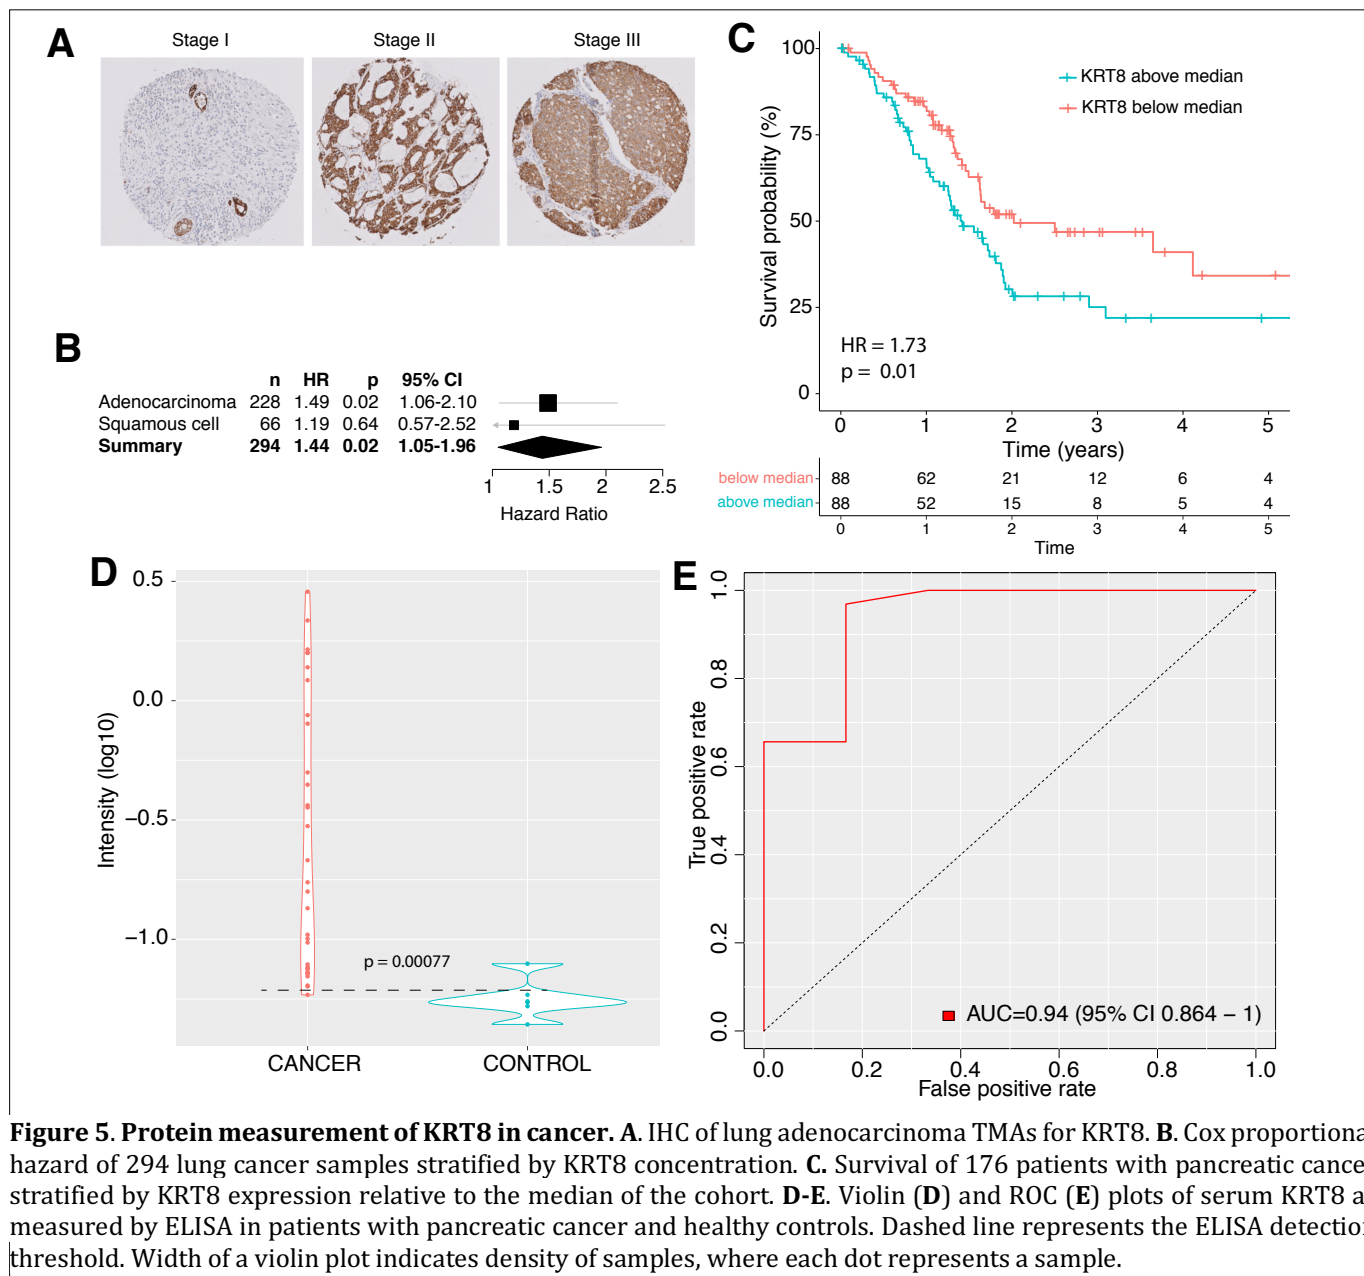 A
Stage I
Stage II
Stage III
B
n HR p 95% CI
Adenocarcinoma 228 1.49 0.02 1.06-2.10
Squamous cell 66 1.19 0.64 0.57-2.52
Summary 294 1.44 0.02 1.05-1.96
1 1.5 2 2.5
Hazard Ratio
C
KRT8 above median
KRT8 below median
Survival probability (%)
100
75
50
25
0
HR = 1.73
p = 0.01
0 1 2 3 4 5
Time (years)
below median 88 62 21 12 6 4
above median 88 52 15 8 5 4
0 1 2 3 4 5
Time
D
Intensity (log10)
0.5
0.0
−0.5
−1.0
p = 0.00077
CANCER CONTROL
E
True positive rate
1.0
0.8
0.6
0.4
0.2
0.0
AUC=0.94 (95% CI 0.864 − 1)
0.0 0.2 0.4 0.6 0.8 1.0
False positive rate
Figure 5. Protein measurement of KRT8 in cancer. A. IHC of lung adenocarcinoma TMAs for KRT8. B. Cox proportiona
hazard of 294 lung cancer samples stratified by KRT8 concentration. C. Survival of 176 patients with pancreatic cance
stratified by KRT8 expression relative to the median of the cohort. D-E. Violin (D) and ROC (E) plots of serum KRT8 a
measured by ELISA in patients with pancreatic cancer and healthy controls. Dashed line represents the ELISA detectio
threshold. Width of a violin plot indicates density of samples, where each dot represents a sample.